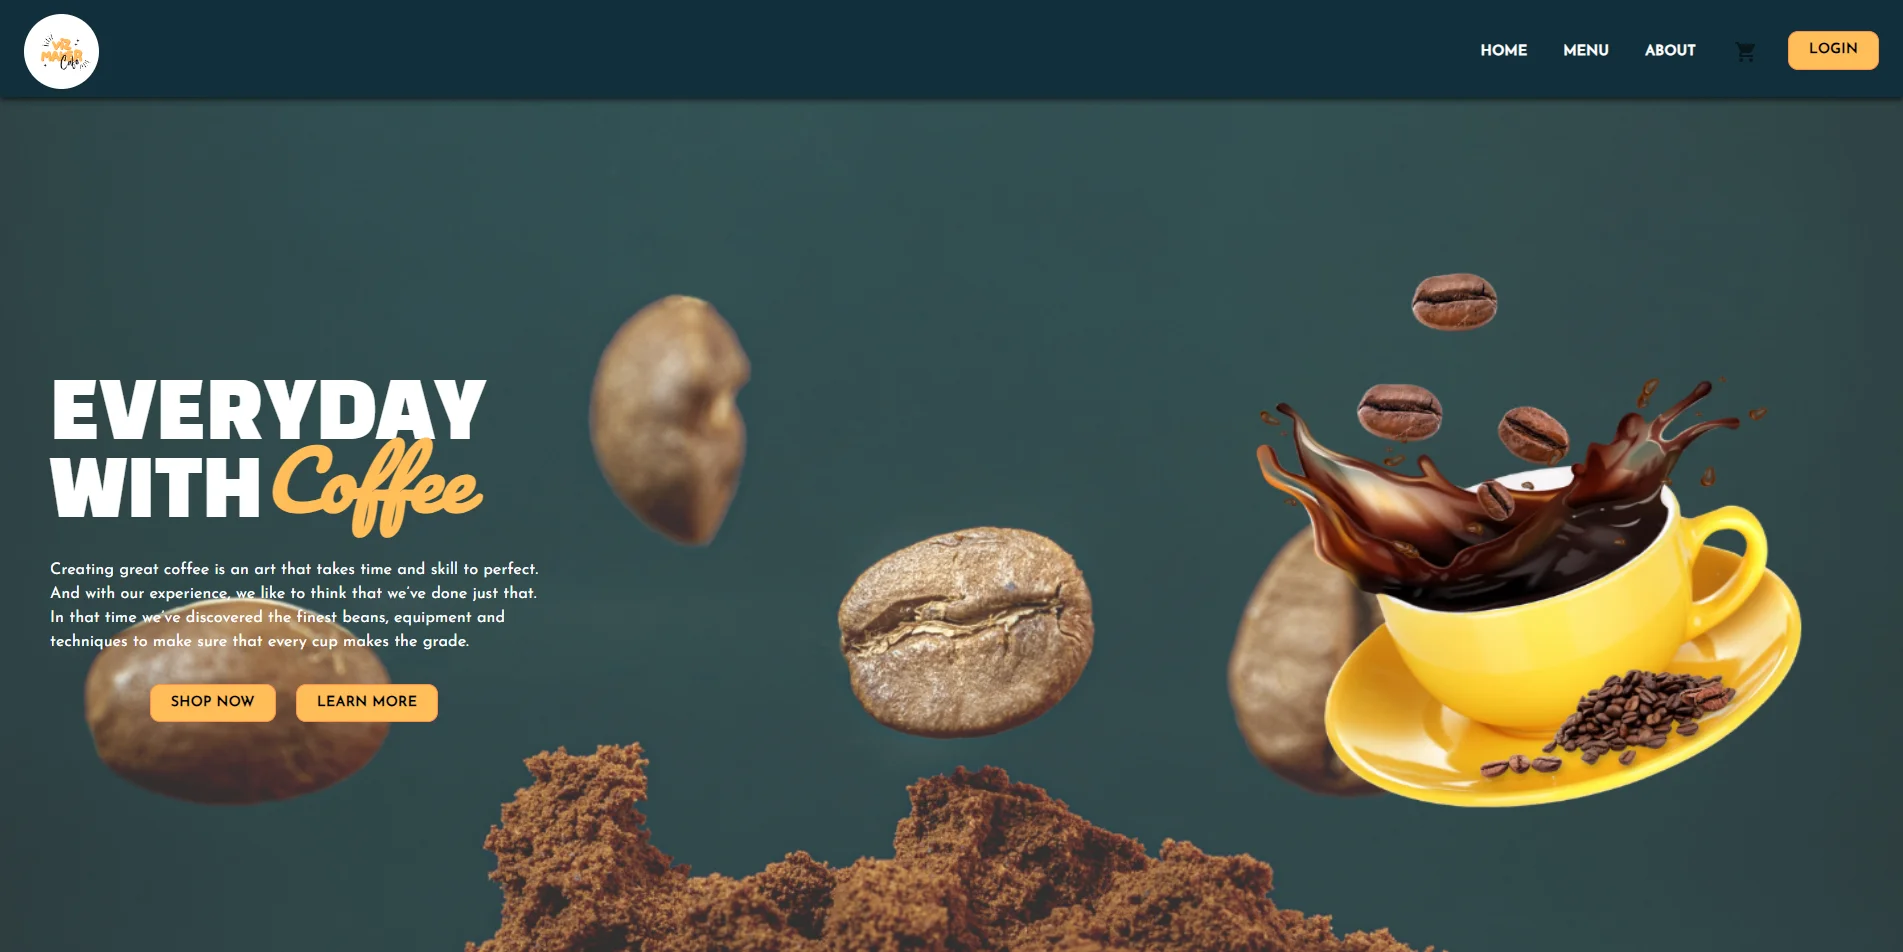 WIZ
MAKER
Cafe
HOME MENU ABOUT LOGIN
EVERYDAY
WITH Coffee
Creating great coffee is an art that takes time and skill to perfect.
And with our experience, we like to think that we've done just that.
In that time we've discovered the finest beans, equipment and
techniques to make sure that every cup makes the grade.
SHOP NOW LEARN MORE